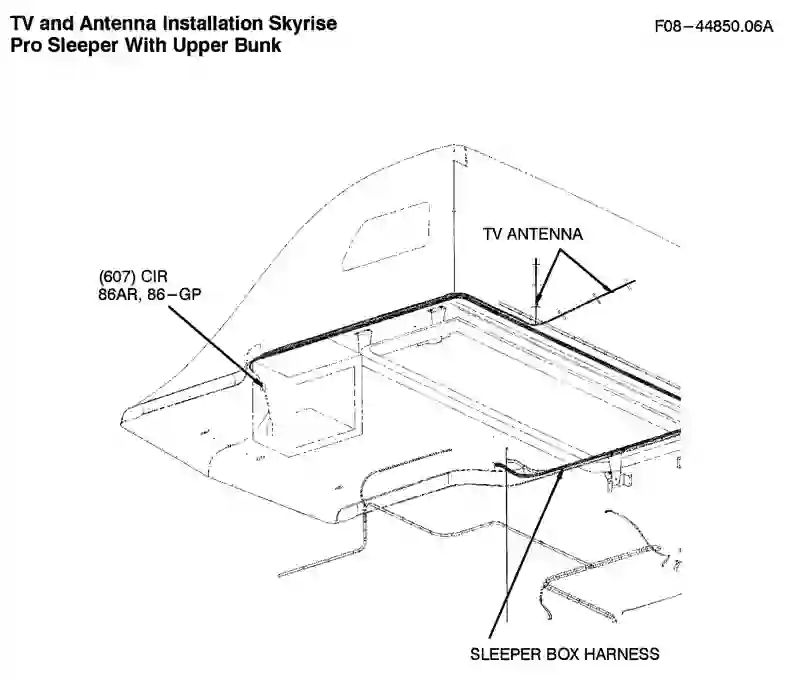 TV and Antenna Installation Skyrise
Pro Sleeper With Upper Bunk
F08-44850.06A
TV ANTENNA
(607) CIR
86AR, 86-GP
SLEEPER BOX HARNESS